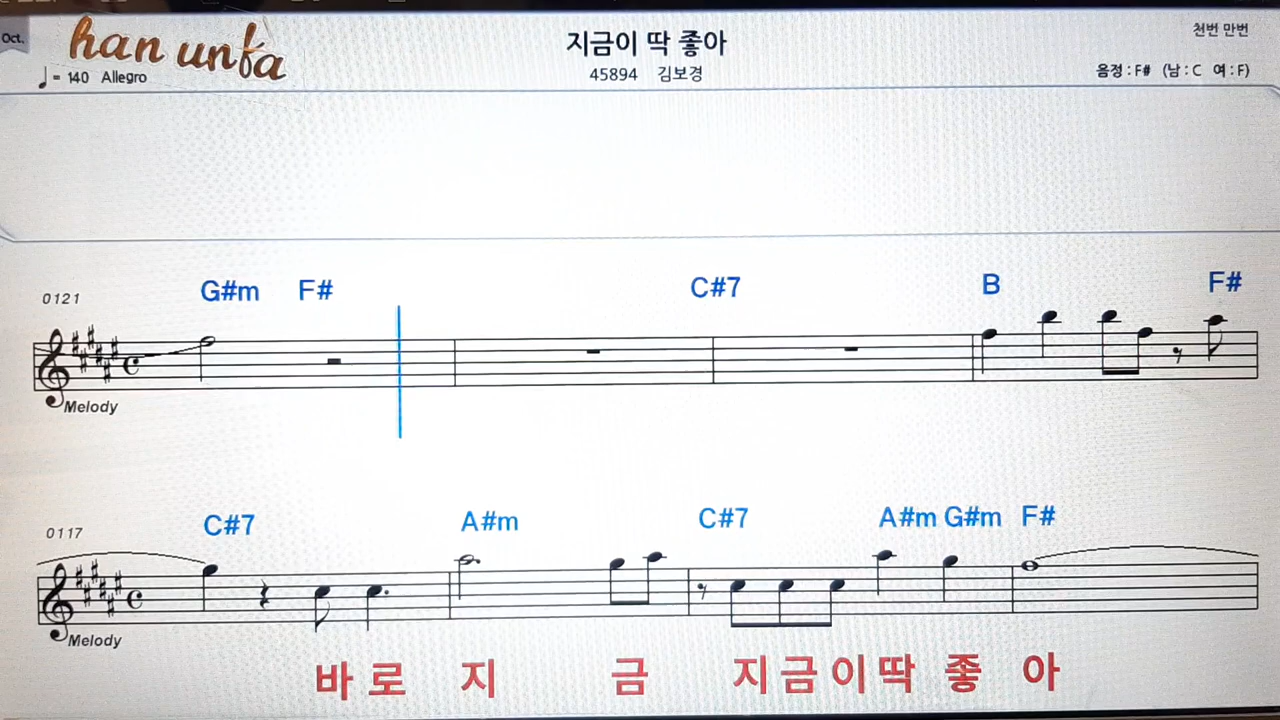 Oct.
han unfa
지금이 딱 좋아
천번 만번
= 140 Allegro
45894 김보경
음정 : F# (남 : C 여 : F)
0121
G#m F# C#7 B F#
Melody
0117
C#7 A#m C#7 A#m G#m F#
Melody
바 로 지 금 지 금 이 딱 좋 아